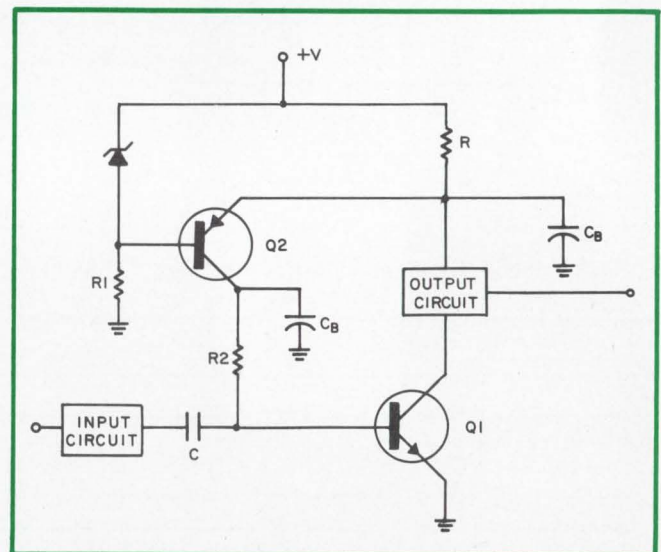 +V
R
Q2
C_B
R1
OUTPUT
CIRCUIT
C_B
R2
INPUT
CIRCUIT
C
Q1